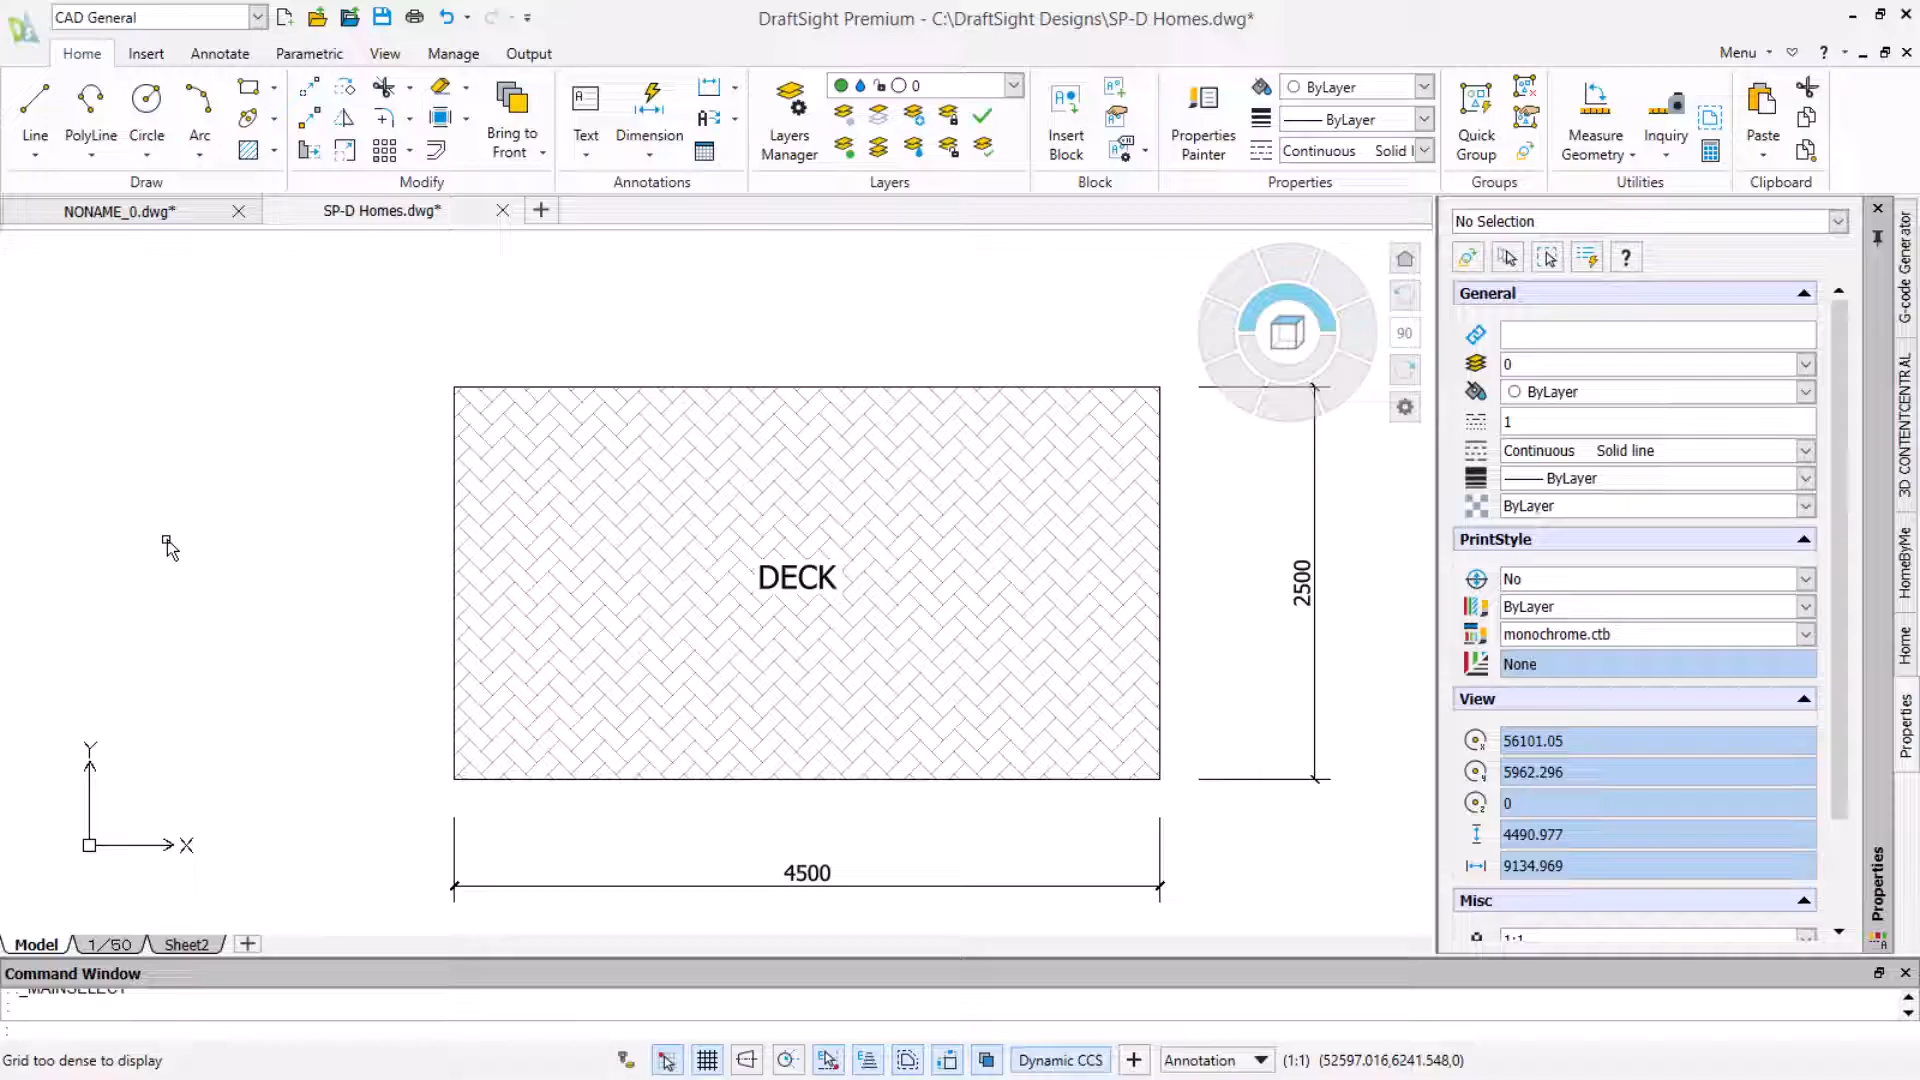 CAD General
DraftSight Premium - C:\DraftSight Designs\SP-D Homes.dwg*
Home
Insert
Annotate
Parametric
View
Manage
Output
Menu
?
Line
PolyLine
Circle
Arc
Draw
Bring to
Front
Modify
Text
Dimension
Annotations
Layers
Manager
0
Layers
Insert
Block
Block
Properties
Painter
ByLayer
ByLayer
Continuous Solid l
Properties
Quick
Group
Groups
Measure
Geometry
Inquiry
Utilities
Paste
Clipboard
NONAME_0.dwg*
SP-D Homes.dwg*
90
DECK
2500
4500
Y
X
No Selection
?
General
0
ByLayer
1
Continuous Solid line
ByLayer
ByLayer
PrintStyle
No
ByLayer
monochrome.ctb
None
View
56101.05
5962.296
0
4490.977
9134.969
Misc
1:1
G-code Generator
3D CONTENTCENTRAL
HomeByMe
Home
Properties
Properties
Model
1/50
Sheet2
Command Window
:_MAINSELECT
:
:
Grid too dense to display
Dynamic CCS
Annotation
(1:1)
(52597.016,6241.548,0)